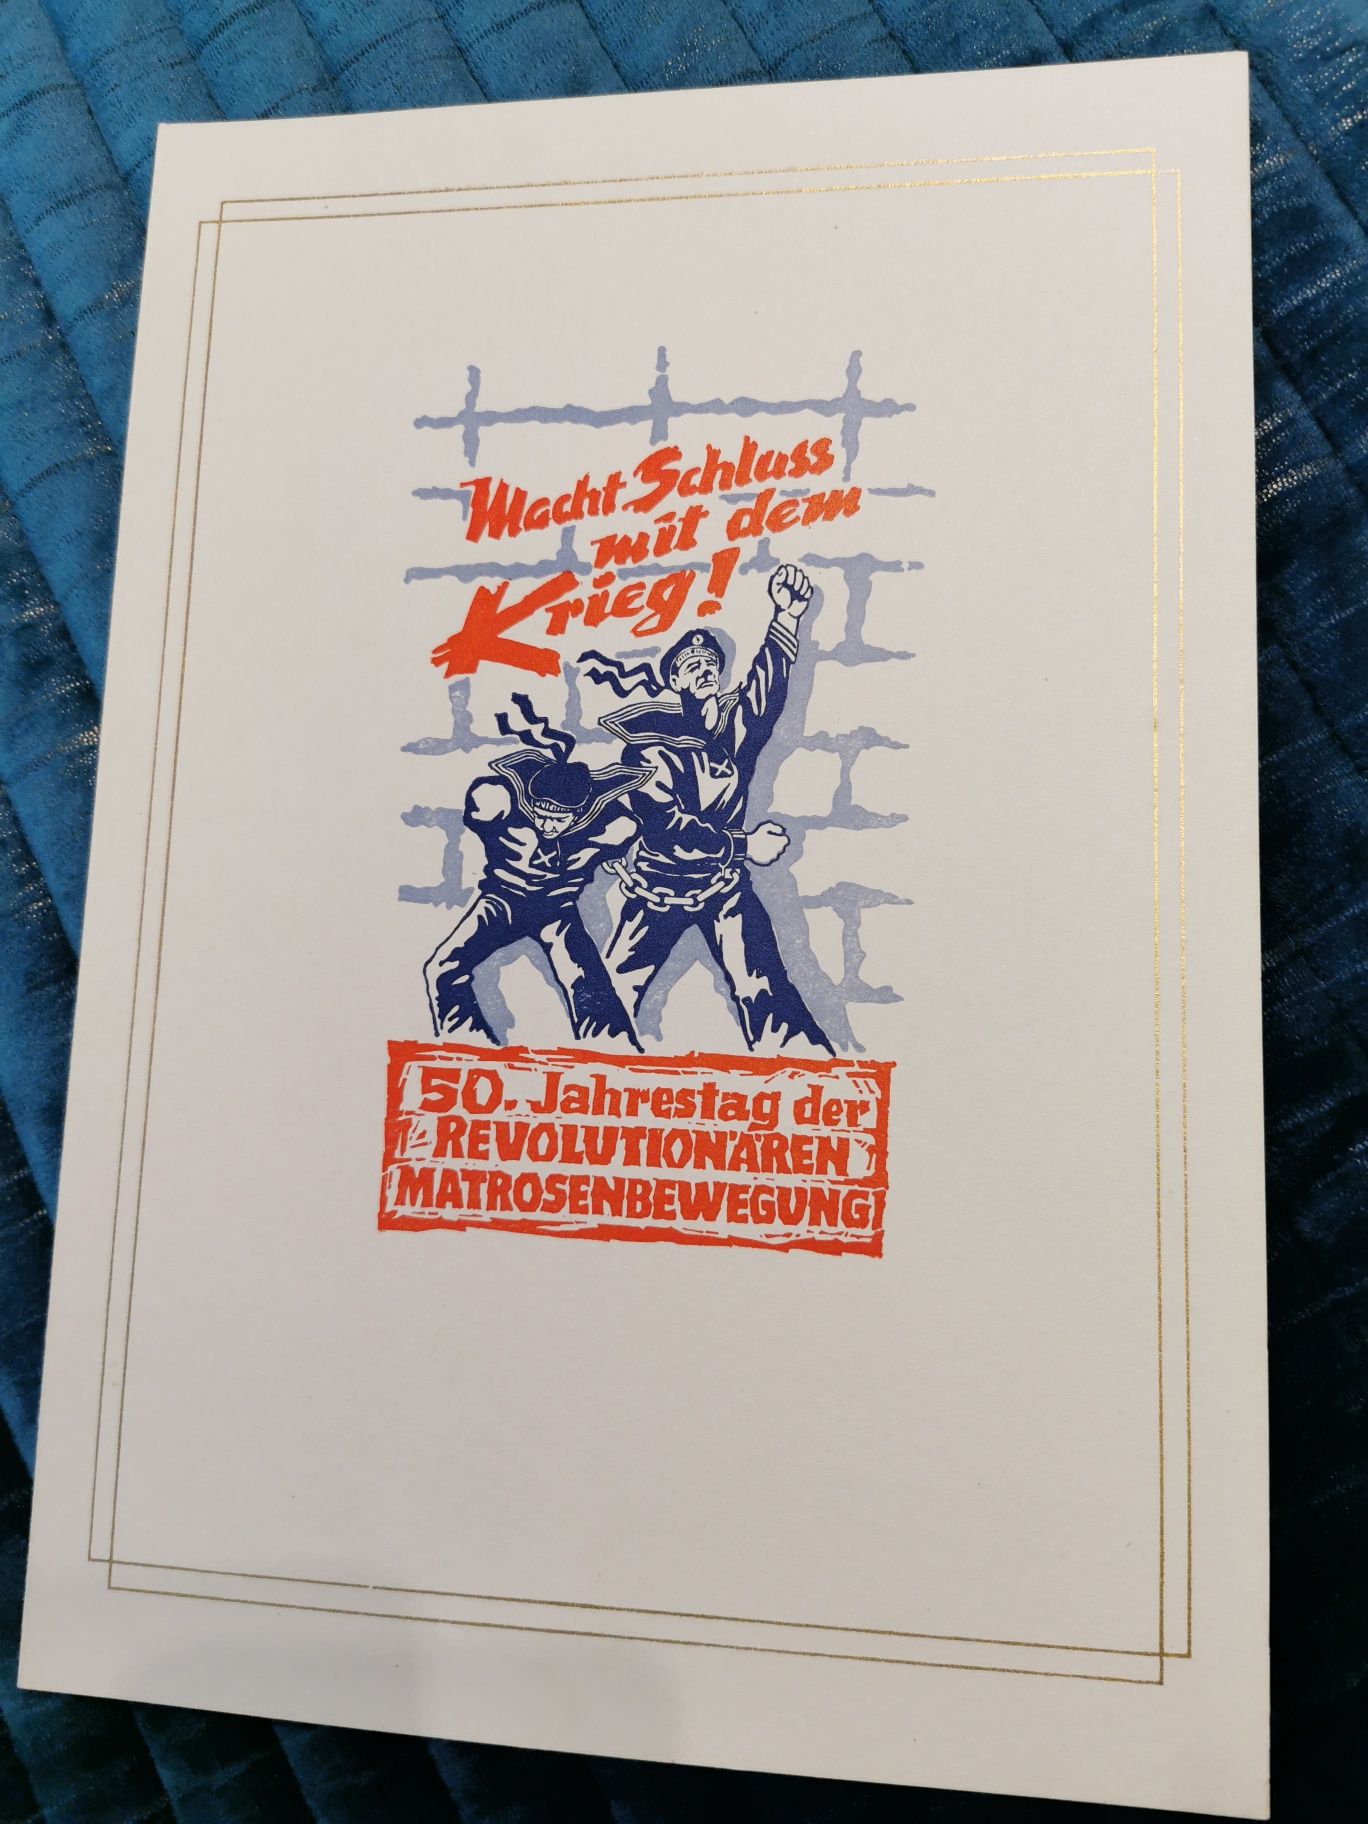 Macht Schluss
mit dem
Krieg!
50. Jahrestag der
REVOLUTIONÄREN
MATROSENBEWEGUNG